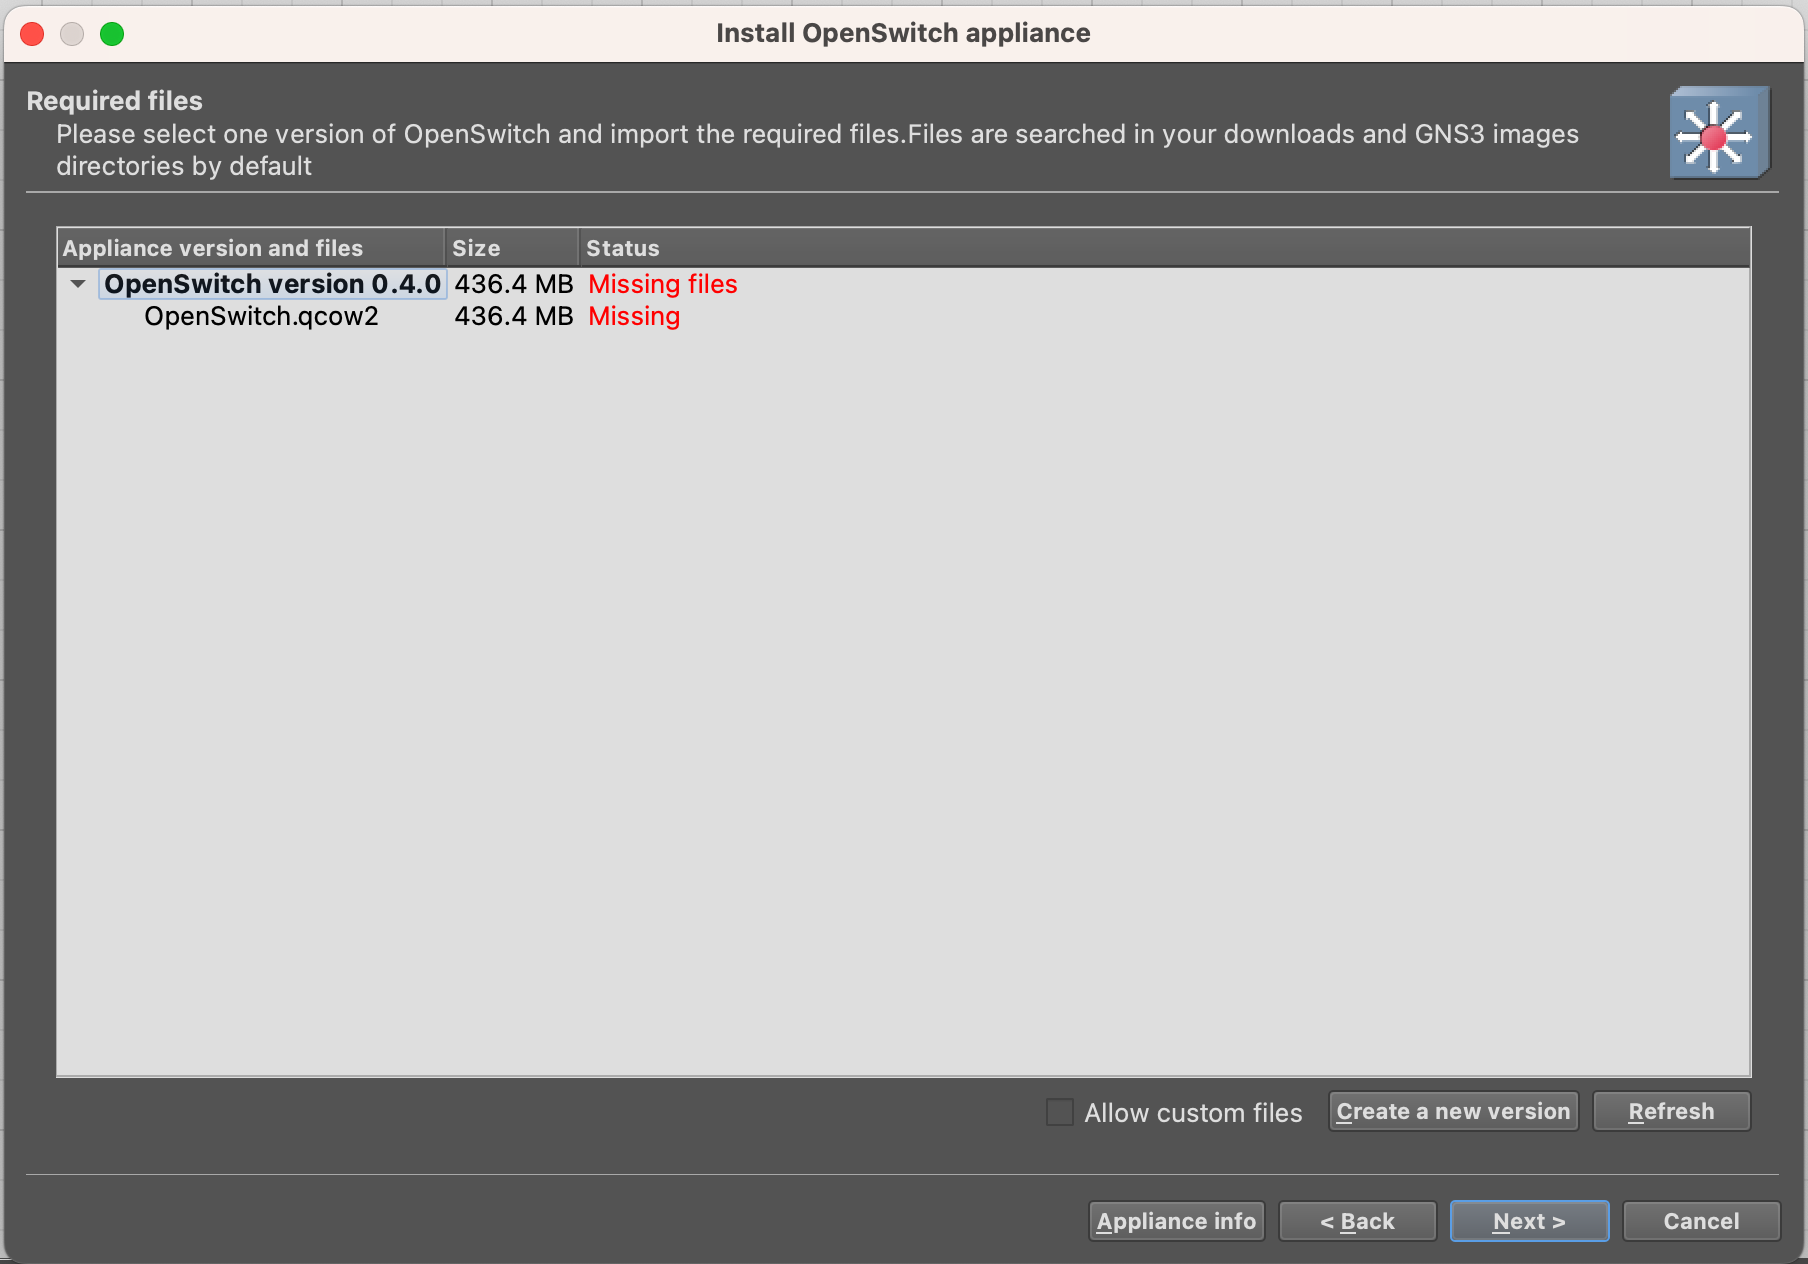 Install OpenSwitch appliance
Required files
Please select one version of OpenSwitch and import the required files.Files are searched in your downloads and GNS3 images
directories by default
Appliance version and files Size Status
OpenSwitch version 0.4.0 436.4 MB Missing files
OpenSwitch.qcow2 436.4 MB Missing
Allow custom files Create a new version Refresh
Appliance info < Back Next > Cancel